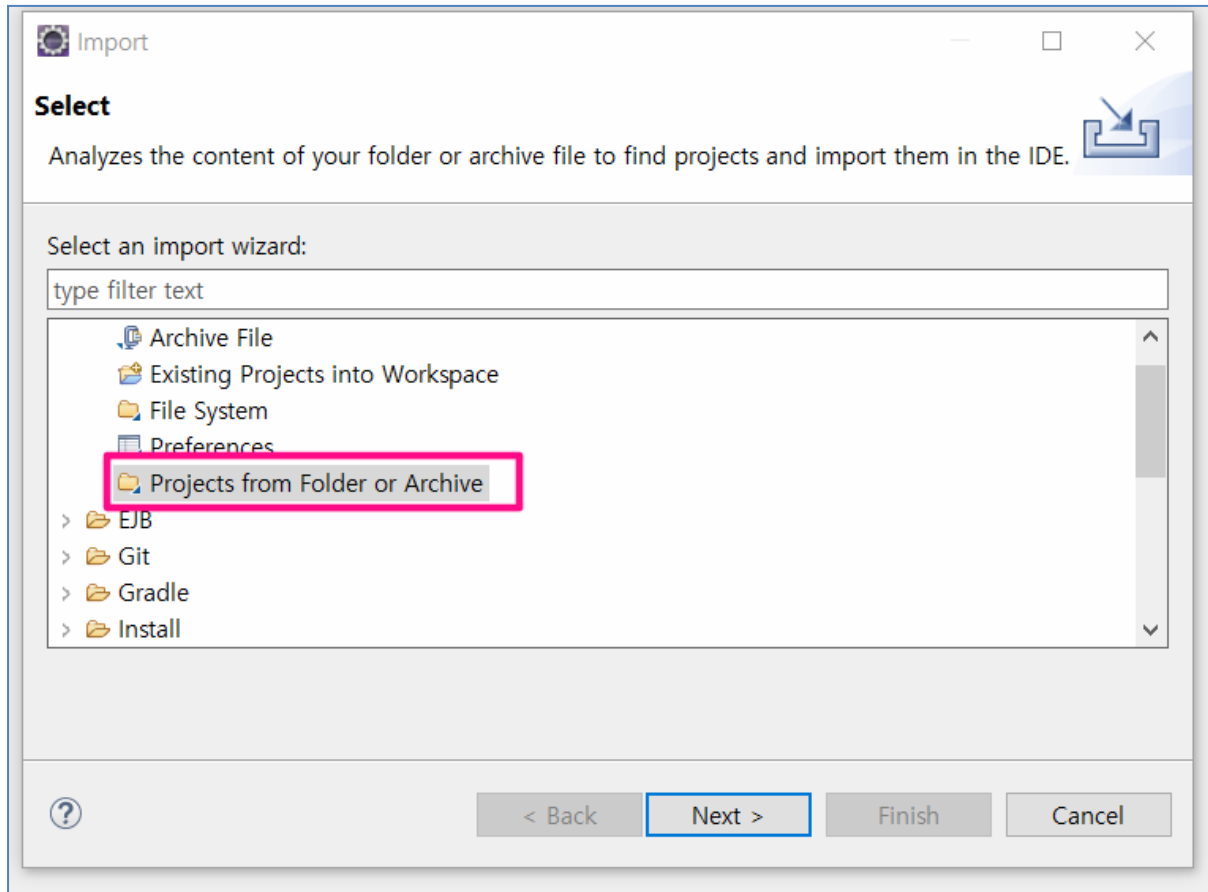 Import
Select
Analyzes the content of your folder or archive file to find projects and import them in the IDE.
Select an import wizard:
type filter text
Archive File
Existing Projects into Workspace
File System
Preferences
Projects from Folder or Archive
EJB
Git
Gradle
Install
< Back Next > Finish Cancel